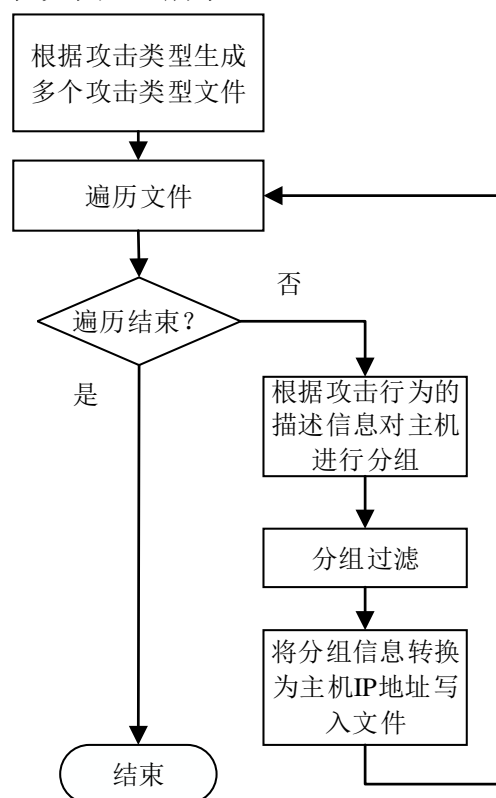 根据攻击类型生成
多个攻击类型文件
遍历文件
遍历结束？
否
是
根据攻击行为的
描述信息对主机
进行分组
分组过滤
将分组信息转换
为主机IP地址写
入文件
结束